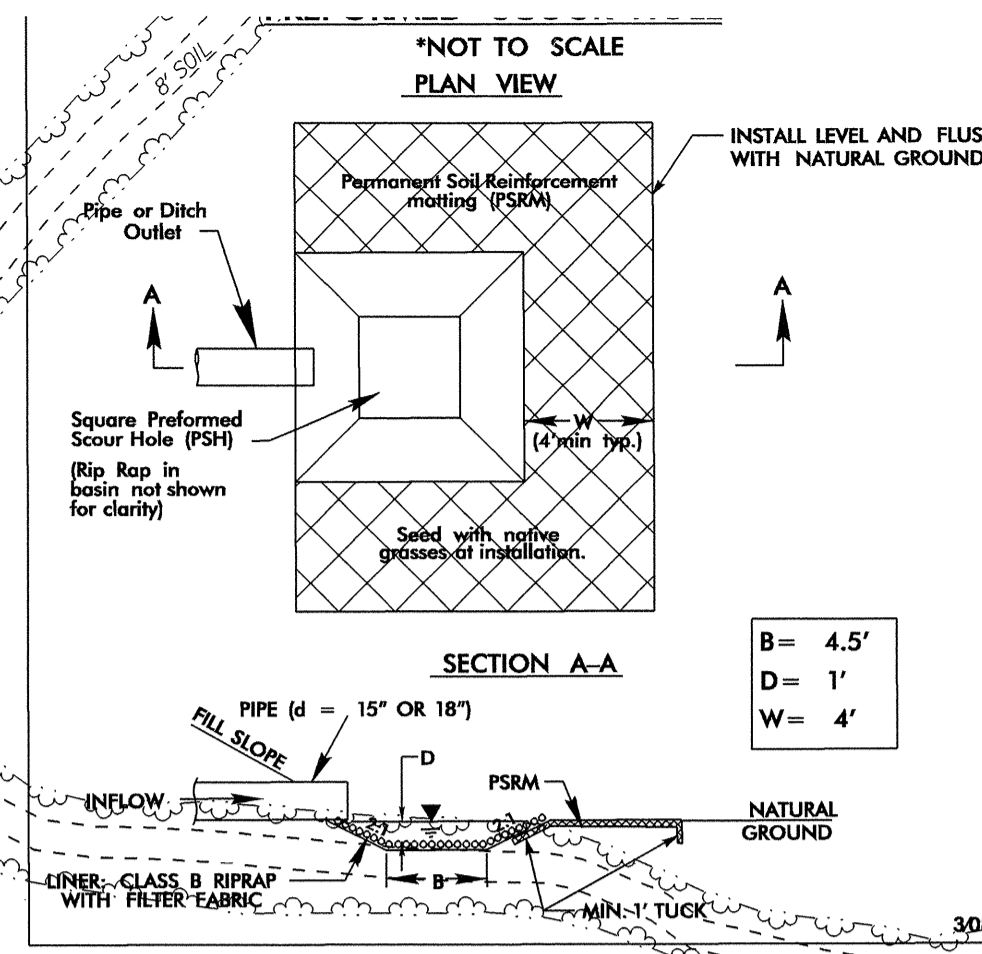 *NOT TO SCALE
PLAN VIEW
8' SOIL
INSTALL LEVEL AND FLUS
WITH NATURAL GROUND
Permanent Soil Reinforcement
matting (PSRM)
Pipe or Ditch
Outlet
A
A
Square Preformed
Scour Hole (PSH)
(Rip Rap in
basin not shown
for clarity)
W
(4'min typ.)
Seed with native
grasses at installation.
B= 4.5'
D= 1'
W= 4'
SECTION A-A
PIPE (d = 15" OR 18")
FILL SLOPE
D
PSRM
INFLOW
NATURAL
GROUND
2:1
2:1
LINER: CLASS B RIPRAP
WITH FILTER FABRIC
B
MIN. 1' TUCK